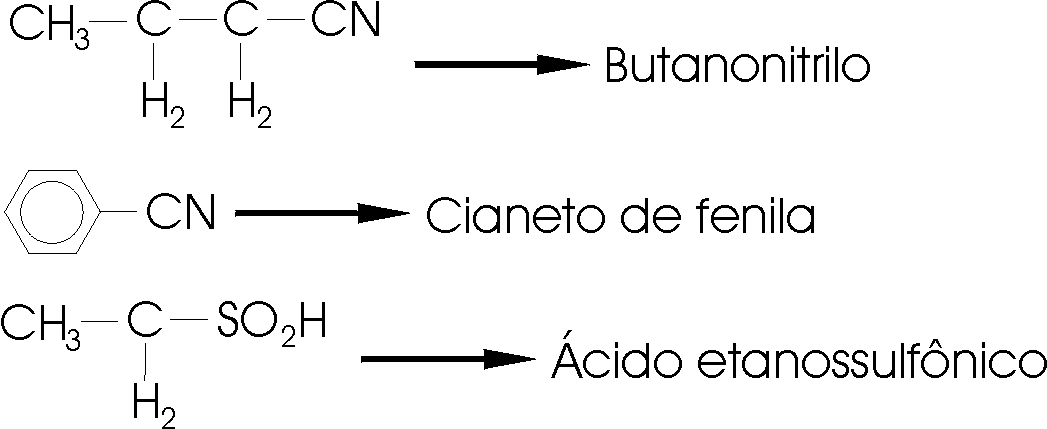 CH3—C—C—CN
H2 H2
Butanonitrilo
CN
Cianeto de fenila
CH3—C—SO2H
H2
Ácido etanossulfônico